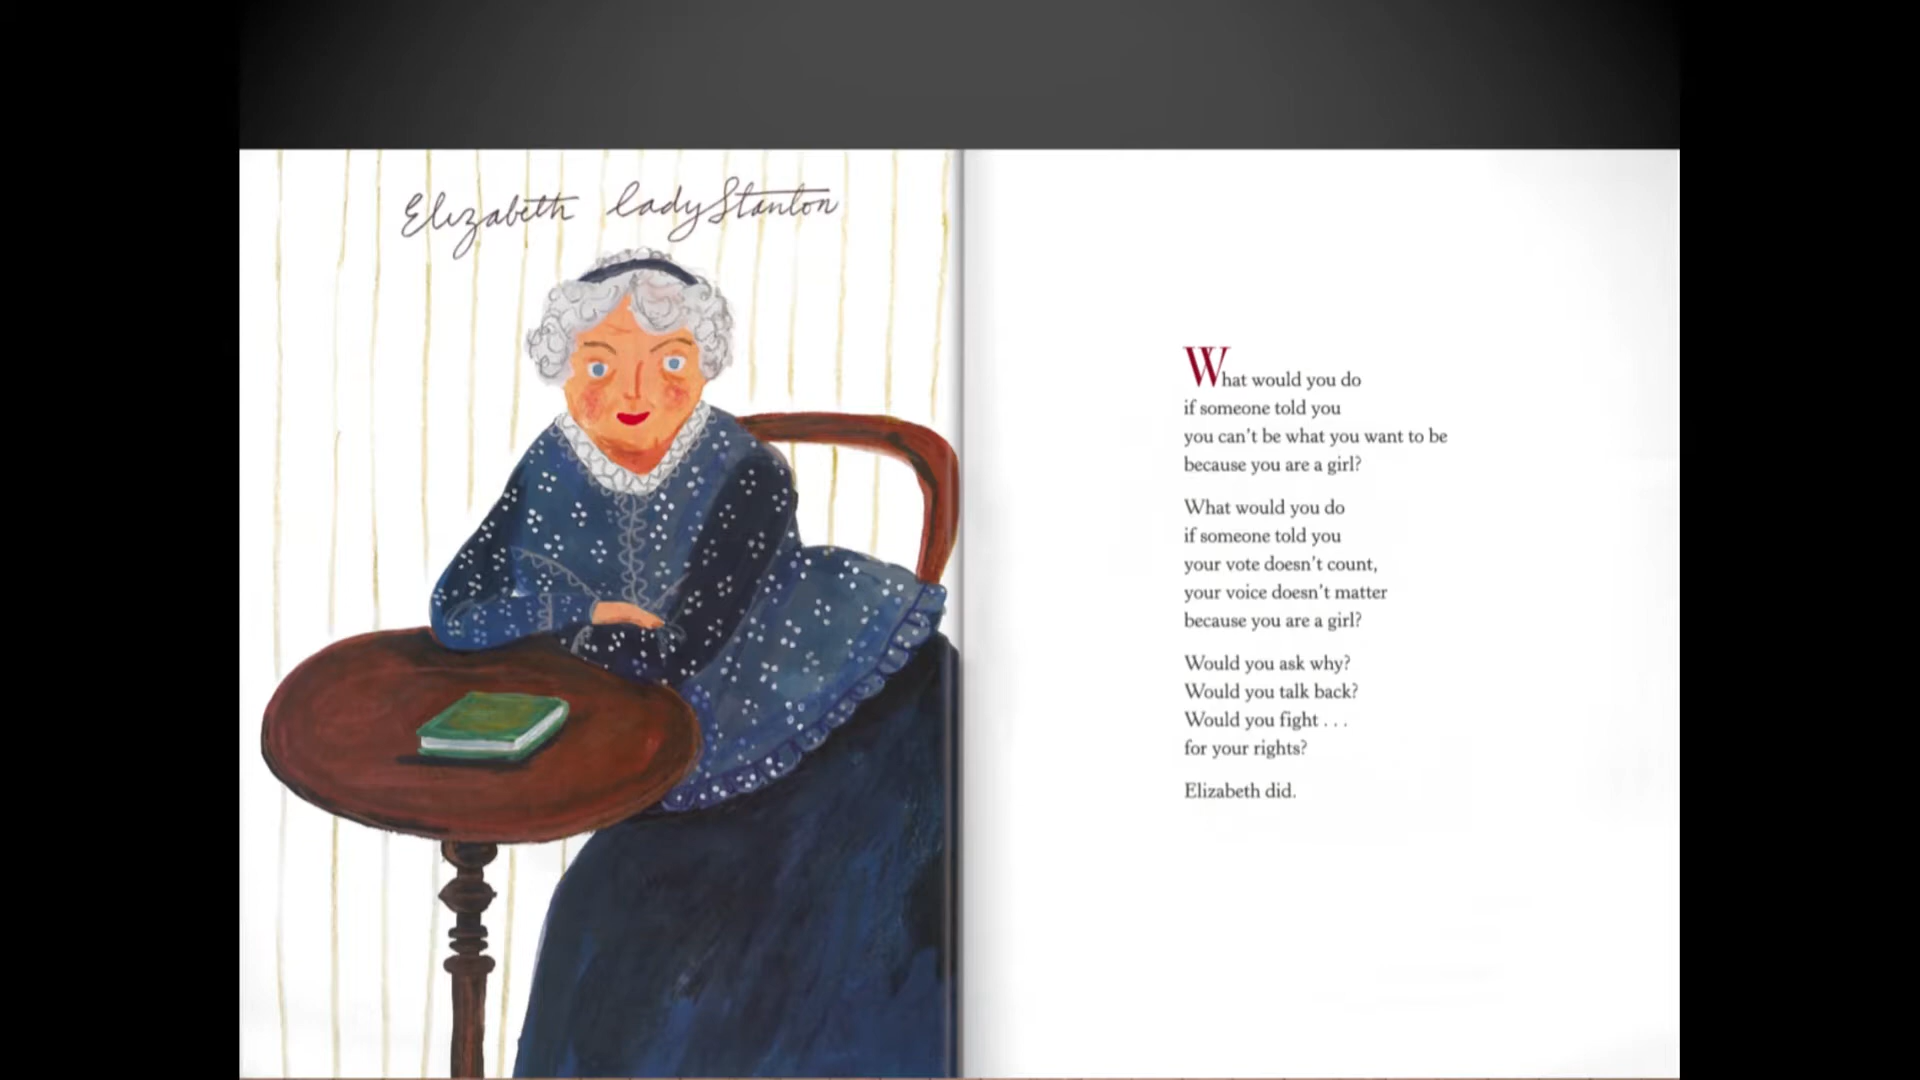 Elizabeth Cady Stanton
What would you do
if someone told you
you can't be what you want to be
because you are a girl?
What would you do
if someone told you
your vote doesn't count,
your voice doesn't matter
because you are a girl?
Would you ask why?
Would you talk back?
Would you fight . . .
for your rights?
Elizabeth did.